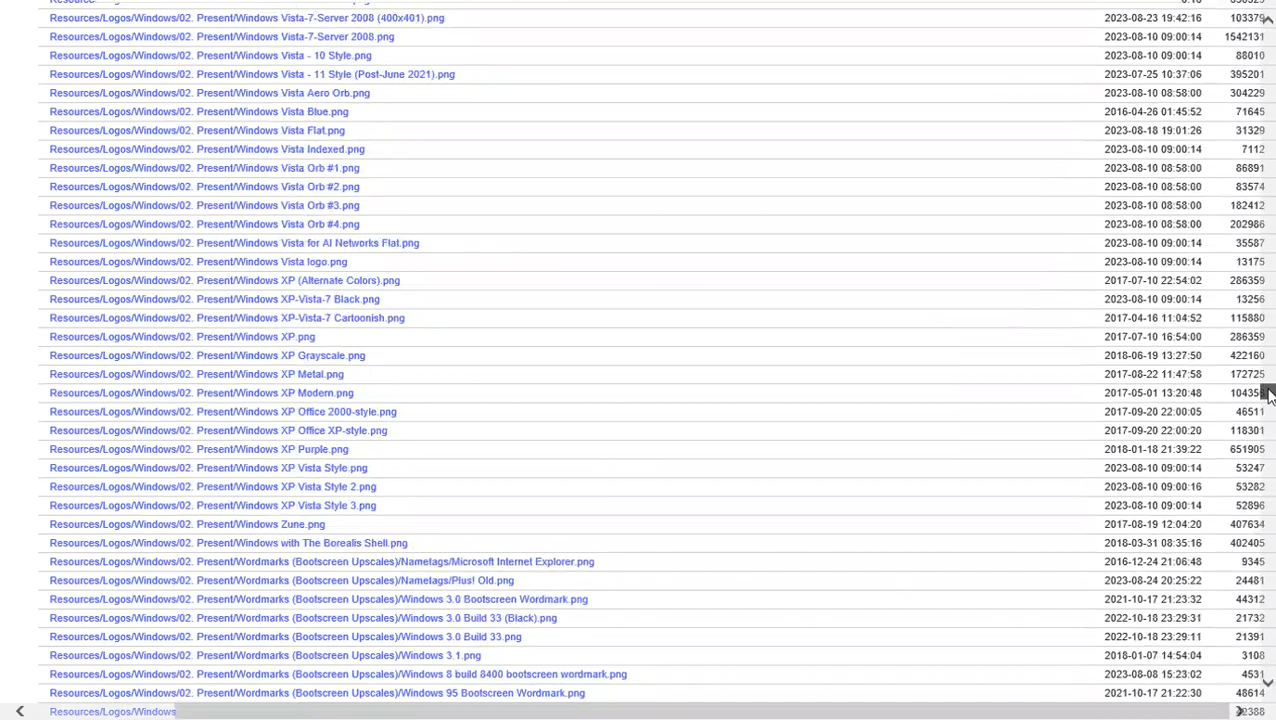 Resources/Logos/Windows/02. Present/Windows Vista-7-Server 2008 (400x401).png 2023-08-23 19:42:16 103379
Resources/Logos/Windows/02. Present/Windows Vista-7-Server 2008.png 2023-08-10 09:00:14 1542131
Resources/Logos/Windows/02. Present/Windows Vista - 10 Style.png 2023-08-10 09:00:14 88010
Resources/Logos/Windows/02. Present/Windows Vista - 11 Style (Post-June 2021).png 2023-07-25 10:37:06 395201
Resources/Logos/Windows/02. Present/Windows Vista Aero Orb.png 2023-08-10 08:58:00 304229
Resources/Logos/Windows/02. Present/Windows Vista Blue.png 2016-04-26 01:45:52 71645
Resources/Logos/Windows/02. Present/Windows Vista Flat.png 2023-08-18 19:01:26 31329
Resources/Logos/Windows/02. Present/Windows Vista Indexed.png 2023-08-10 09:00:14 7112
Resources/Logos/Windows/02. Present/Windows Vista Orb #1.png 2023-08-10 08:58:00 86891
Resources/Logos/Windows/02. Present/Windows Vista Orb #2.png 2023-08-10 08:58:00 83574
Resources/Logos/Windows/02. Present/Windows Vista Orb #3.png 2023-08-10 08:58:00 182412
Resources/Logos/Windows/02. Present/Windows Vista Orb #4.png 2023-08-10 08:58:00 202986
Resources/Logos/Windows/02. Present/Windows Vista for AI Networks Flat.png 2023-08-10 09:00:14 35587
Resources/Logos/Windows/02. Present/Windows Vista logo.png 2023-08-10 09:00:14 13175
Resources/Logos/Windows/02. Present/Windows XP (Alternate Colors).png 2017-07-10 22:54:02 286359
Resources/Logos/Windows/02. Present/Windows XP-Vista-7 Black.png 2023-08-10 09:00:14 13256
Resources/Logos/Windows/02. Present/Windows XP-Vista-7 Cartoonish.png 2017-04-16 11:04:52 115880
Resources/Logos/Windows/02. Present/Windows XP.png 2017-07-10 16:54:00 286359
Resources/Logos/Windows/02. Present/Windows XP Grayscale.png 2018-06-19 13:27:50 422160
Resources/Logos/Windows/02. Present/Windows XP Metal.png 2017-08-22 11:47:58 172725
Resources/Logos/Windows/02. Present/Windows XP Modern.png 2017-05-01 13:20:48
Resources/Logos/Windows/02. Present/Windows XP Office 2000-style.png 2017-09-20 22:00:05 46511
Resources/Logos/Windows/02. Present/Windows XP Office XP-style.png 2017-09-20 22:00:20 118301
Resources/Logos/Windows/02. Present/Windows XP Purple.png 2018-01-18 21:39:22 651905
Resources/Logos/Windows/02. Present/Windows XP Vista Style.png 2023-08-10 09:00:14 53247
Resources/Logos/Windows/02. Present/Windows XP Vista Style 2.png 2023-08-10 09:00:16 53282
Resources/Logos/Windows/02. Present/Windows XP Vista Style 3.png 2023-08-10 09:00:14 52896
Resources/Logos/Windows/02. Present/Windows Zune.png 2017-08-19 12:04:20 407634
Resources/Logos/Windows/02. Present/Windows with The Borealis Shell.png 2018-03-31 08:35:16 402405
Resources/Logos/Windows/02. Present/Wordmarks (Bootscreen Upscales)/Nametags/Microsoft Internet Explorer.png 2016-12-24 21:06:48 9345
Resources/Logos/Windows/02. Present/Wordmarks (Bootscreen Upscales)/Nametags/Plus! Old.png 2023-08-24 20:25:22 24481
Resources/Logos/Windows/02. Present/Wordmarks (Bootscreen Upscales)/Windows 3.0 Bootscreen Wordmark.png 2021-10-17 21:23:32 44312
Resources/Logos/Windows/02. Present/Wordmarks (Bootscreen Upscales)/Windows 3.0 Build 33 (Black).png 2022-10-18 23:29:31 21732
Resources/Logos/Windows/02. Present/Wordmarks (Bootscreen Upscales)/Windows 3.0 Build 33.png 2022-10-18 23:29:11 21391
Resources/Logos/Windows/02. Present/Wordmarks (Bootscreen Upscales)/Windows 3.1.png 2018-01-07 14:54:04 3108
Resources/Logos/Windows/02. Present/Wordmarks (Bootscreen Upscales)/Windows 8 build 8400 bootscreen wordmark.png 2023-08-08 15:23:02 4531
Resources/Logos/Windows/02. Present/Wordmarks (Bootscreen Upscales)/Windows 95 Bootscreen Wordmark.png 2021-10-17 21:22:30 48614
Resources/Logos/Windows